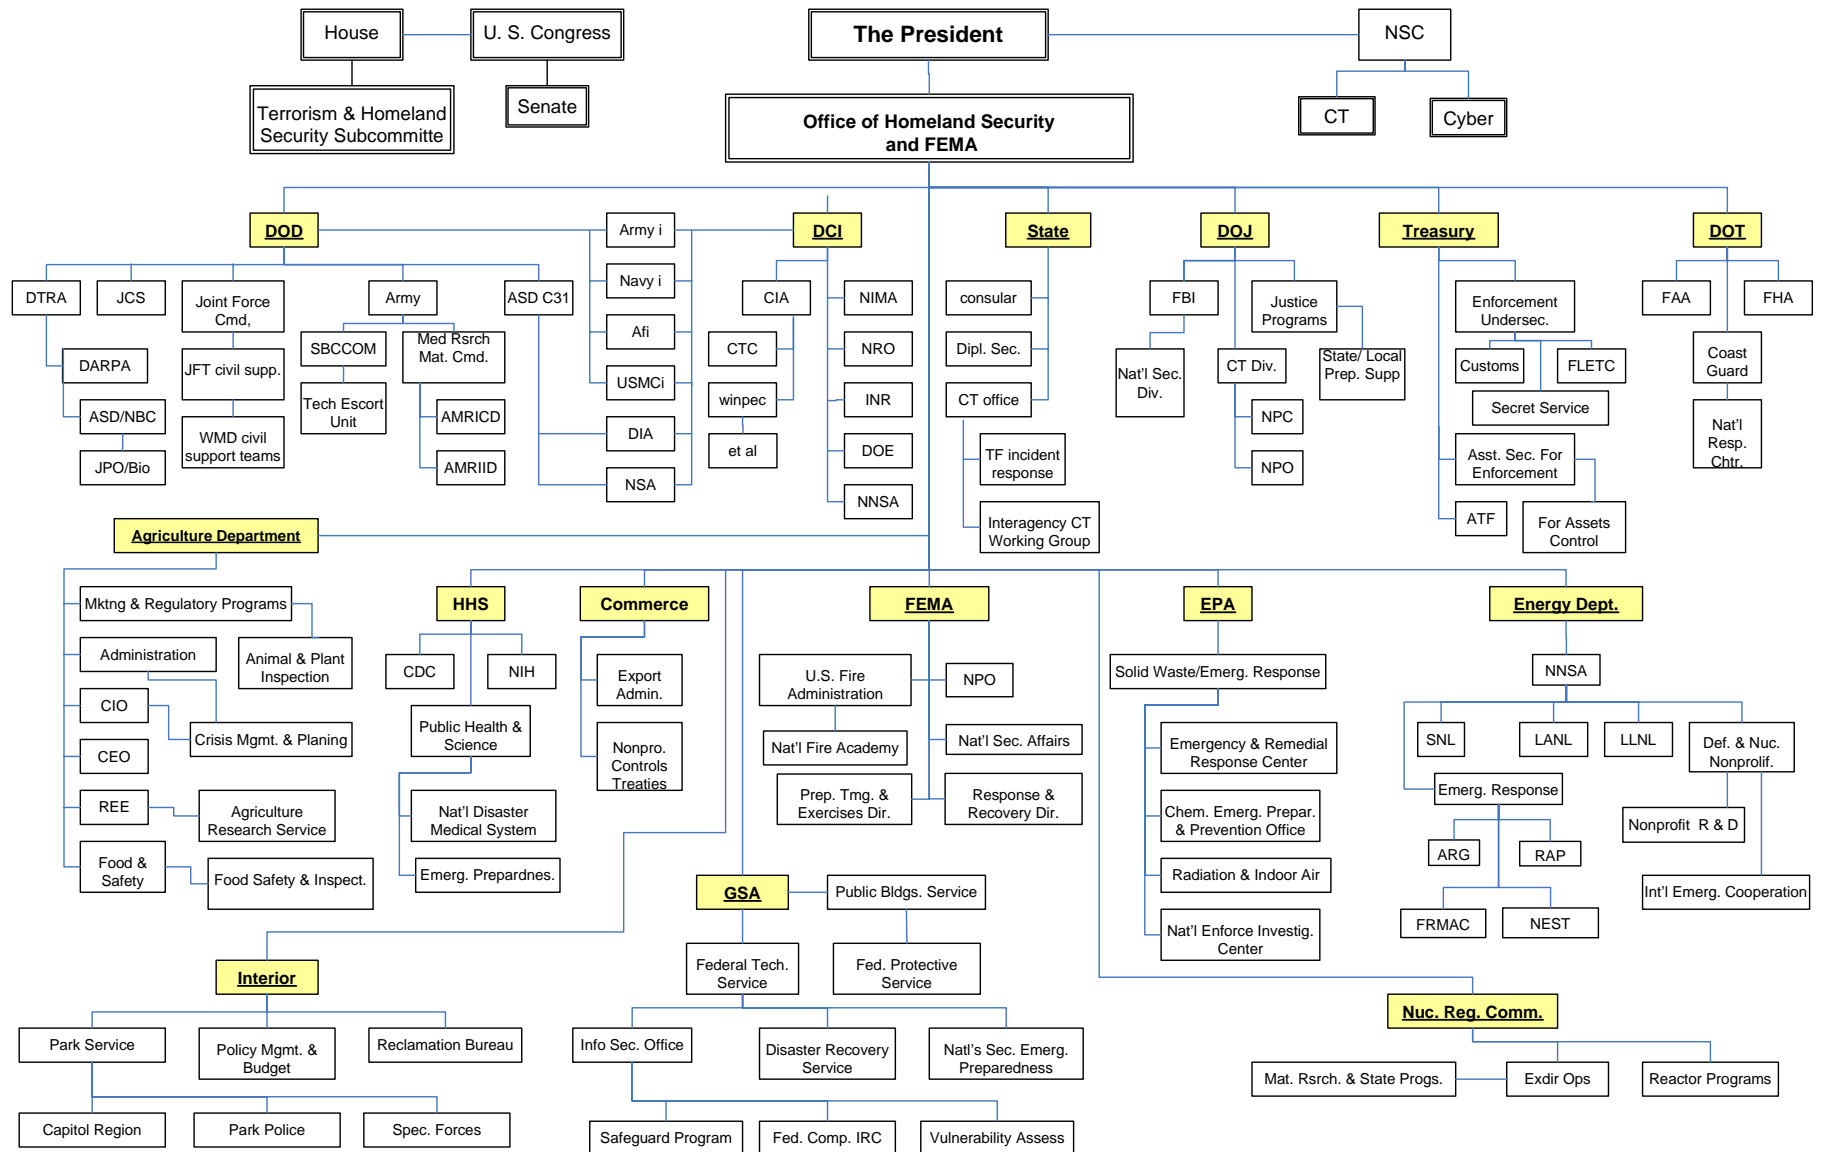 House
U. S. Congress
The President
NSC
Terrorism & Homeland
Security Subcommitte
Senate
Office of Homeland Security
and FEMA
CT
Cyber
DOD
Army i
DCI
State
DOJ
Treasury
DOT
DTRA
JCS
Joint Force
Cmd,
Army
ASD C31
Navy i
CIA
NIMA
consular
FBI
Justice
Programs
Enforcement
Undersec.
FAA
FHA
DARPA
JFT civil supp.
SBCCOM
Med Rsrch
Mat. Cmd.
Afi
CTC
NRO
Dipl. Sec.
Nat'l Sec.
Div.
CT Div.
State/ Local
Prep. Supp
Customs
FLETC
Coast
Guard
ASD/NBC
Tech Escort
Unit
AMRICD
USMCi
winpec
INR
CT office
NPC
Secret Service
JPO/Bio
WMD civil
support teams
AMRIID
DIA
et al
DOE
TF incident
response
NPO
Asst. Sec. For
Enforcement
Nat'l
Resp.
Chtr.
NSA
NNSA
Interagency CT
Working Group
ATF
For Assets
Control
Agriculture Department
Mktng & Regulatory Programs
HHS
Commerce
FEMA
EPA
Energy Dept.
Administration
Animal & Plant
Inspection
CDC
NIH
Export
Admin.
U.S. Fire
Administration
NPO
Solid Waste/Emerg. Response
NNSA
CIO
Crisis Mgmt. & Planing
Public Health &
Science
Nonpro.
Controls
Treaties
Nat'l Fire Academy
Nat'l Sec. Affairs
Emergency & Remedial
Response Center
SNL
LANL
LLNL
Def. & Nuc.
Nonprolif.
CEO
REE
Agriculture
Research Service
Nat'l Disaster
Medical System
Prep. Tmg. &
Exercises Dir.
Response &
Recovery Dir.
Chem. Emerg. Prepar.
& Prevention Office
Emerg. Response
Nonprofit R & D
Food &
Safety
Food Safety & Inspect.
Emerg. Prepardnes.
GSA
Public Bldgs. Service
Radiation & Indoor Air
ARG
RAP
Int'l Emerg. Cooperation
FRMAC
NEST
Nat'l Enforce Investig.
Center
Interior
Federal Tech.
Service
Fed. Protective
Service
Nuc. Reg. Comm.
Park Service
Policy Mgmt. &
Budget
Reclamation Bureau
Info Sec. Office
Disaster Recovery
Service
Natl's Sec. Emerg.
Preparedness
Mat. Rsrch. & State Progs.
Exdir Ops
Reactor Programs
Capitol Region
Park Police
Spec. Forces
Safeguard Program
Fed. Comp. IRC
Vulnerability Assess